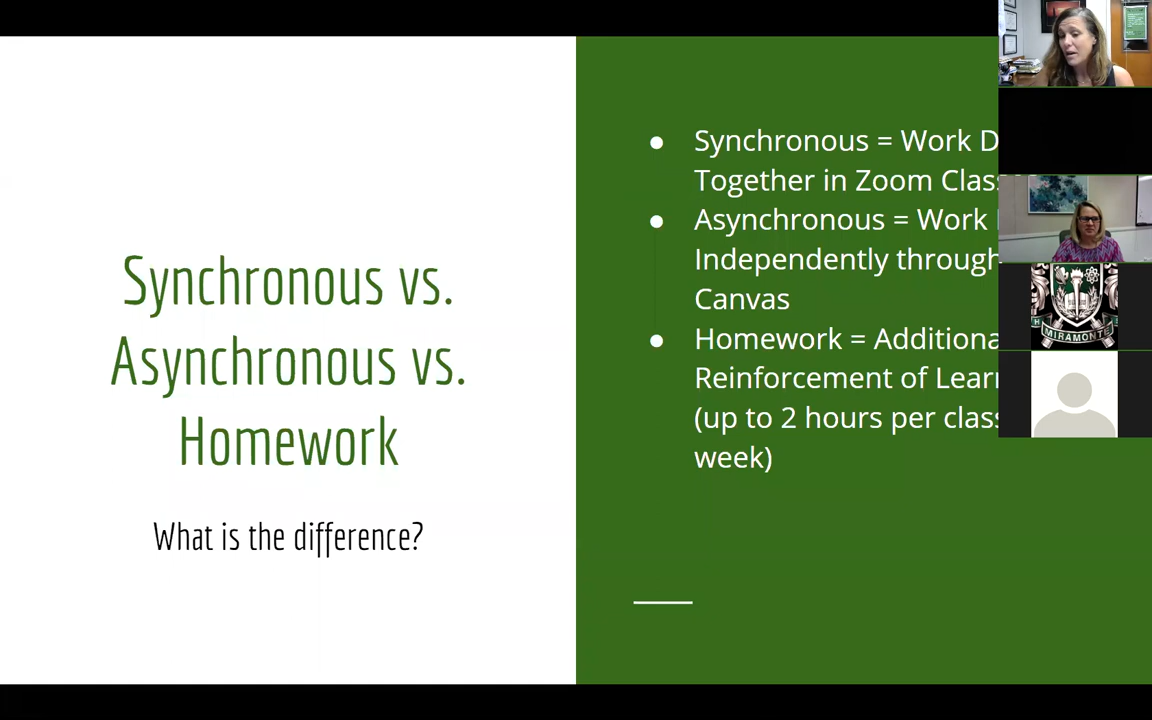 Synchronous vs.
Asynchronous vs.
Homework
What is the difference?
● Synchronous = Work
Together in Zoom
● Asynchronous = Work
Independently through
Canvas
● Homework =
Reinforcement of
(up to 2 hours per
week)
MIRAMONTE